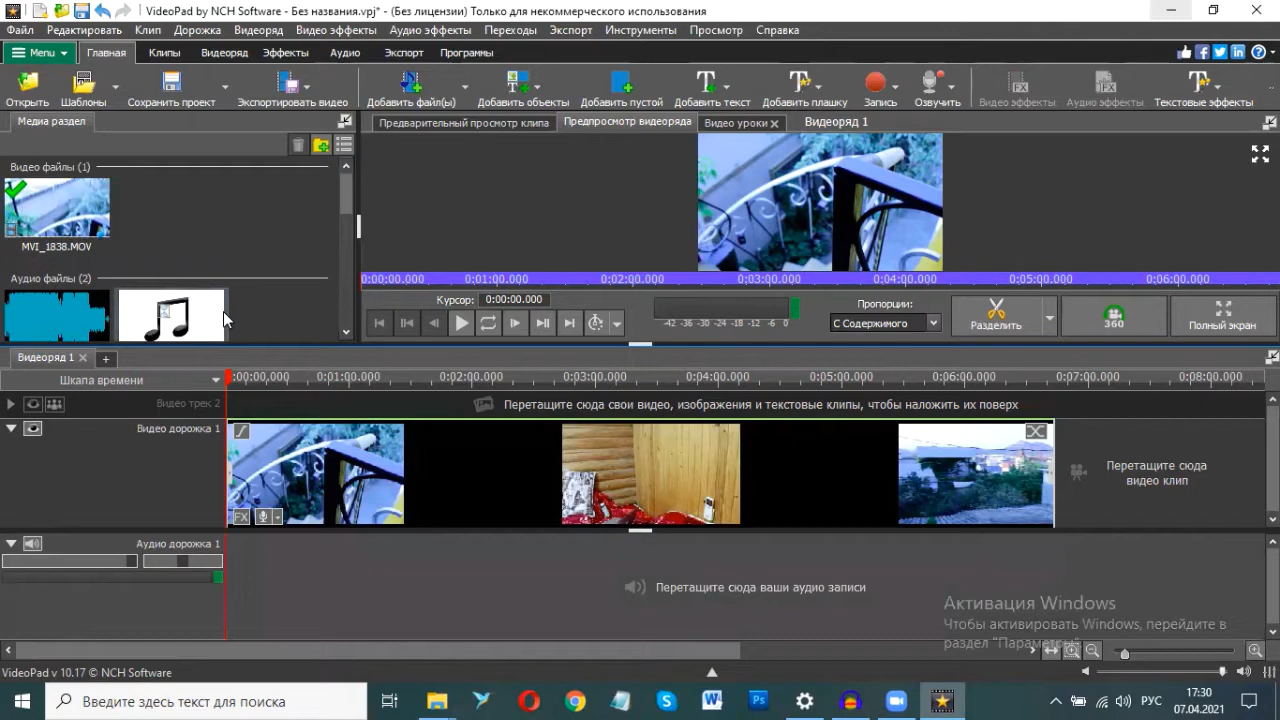 VideoPad by NCH Software - Без названия.vpj* - (Без лицензии) Только для некоммерческого использования
Файл Редактировать Клип Дорожка Видеоряд Видео эффекты Аудио эффекты Переходы Экспорт Инструменты Просмотр Справка
Menu Главная Клипы Видеоряд Эффекты Аудио Экспорт Программы
Открыть Шаблоны Сохранить проект Экспортировать видео Добавить файл(ы) Добавить объекты Добавить пустой Добавить текст Добавить плашку Запись Озвучить Видео эффекты Аудио эффекты Текстовые эффекты
Медиа раздел
Предварительный просмотр клипа Предпросмотр видеоряда Видео уроки Видеоряд 1
Видео файлы (1)
MVI_1838.MOV
Аудио файлы (2)
0:00:00.000 0:01:00.000 0:02:00.000 0:03:00.000 0:04:00.000 0:05:00.000 0:06:00.000
Курсор: 0:00:00.000
-42 -36 -30 -24 -18 -12 -6 0
Пропорции:
С Содержимого
Разделить
360
Полный экран
Видеоряд 1
Шкала времени
:00:00,000 0:01:00.000 0:02:00.000 0:03:00.000 0:04:00.000 0:05:00.000 0:06:00.000 0:07:00.000 0:08:00.000
Видео трек 2
Перетащите сюда свои видео, изображения и текстовые клипы, чтобы наложить их поверх
Видео дорожка 1
FX
Перетащите сюда
видео клип
Аудио дорожка 1
Перетащите сюда ваши аудио записи
Активация Windows
Чтобы активировать Windows, перейдите в
раздел "Параметры".
VideoPad v 10.17 © NCH Software
Введите здесь текст для поиска
РУС
17:30
07.04.2021